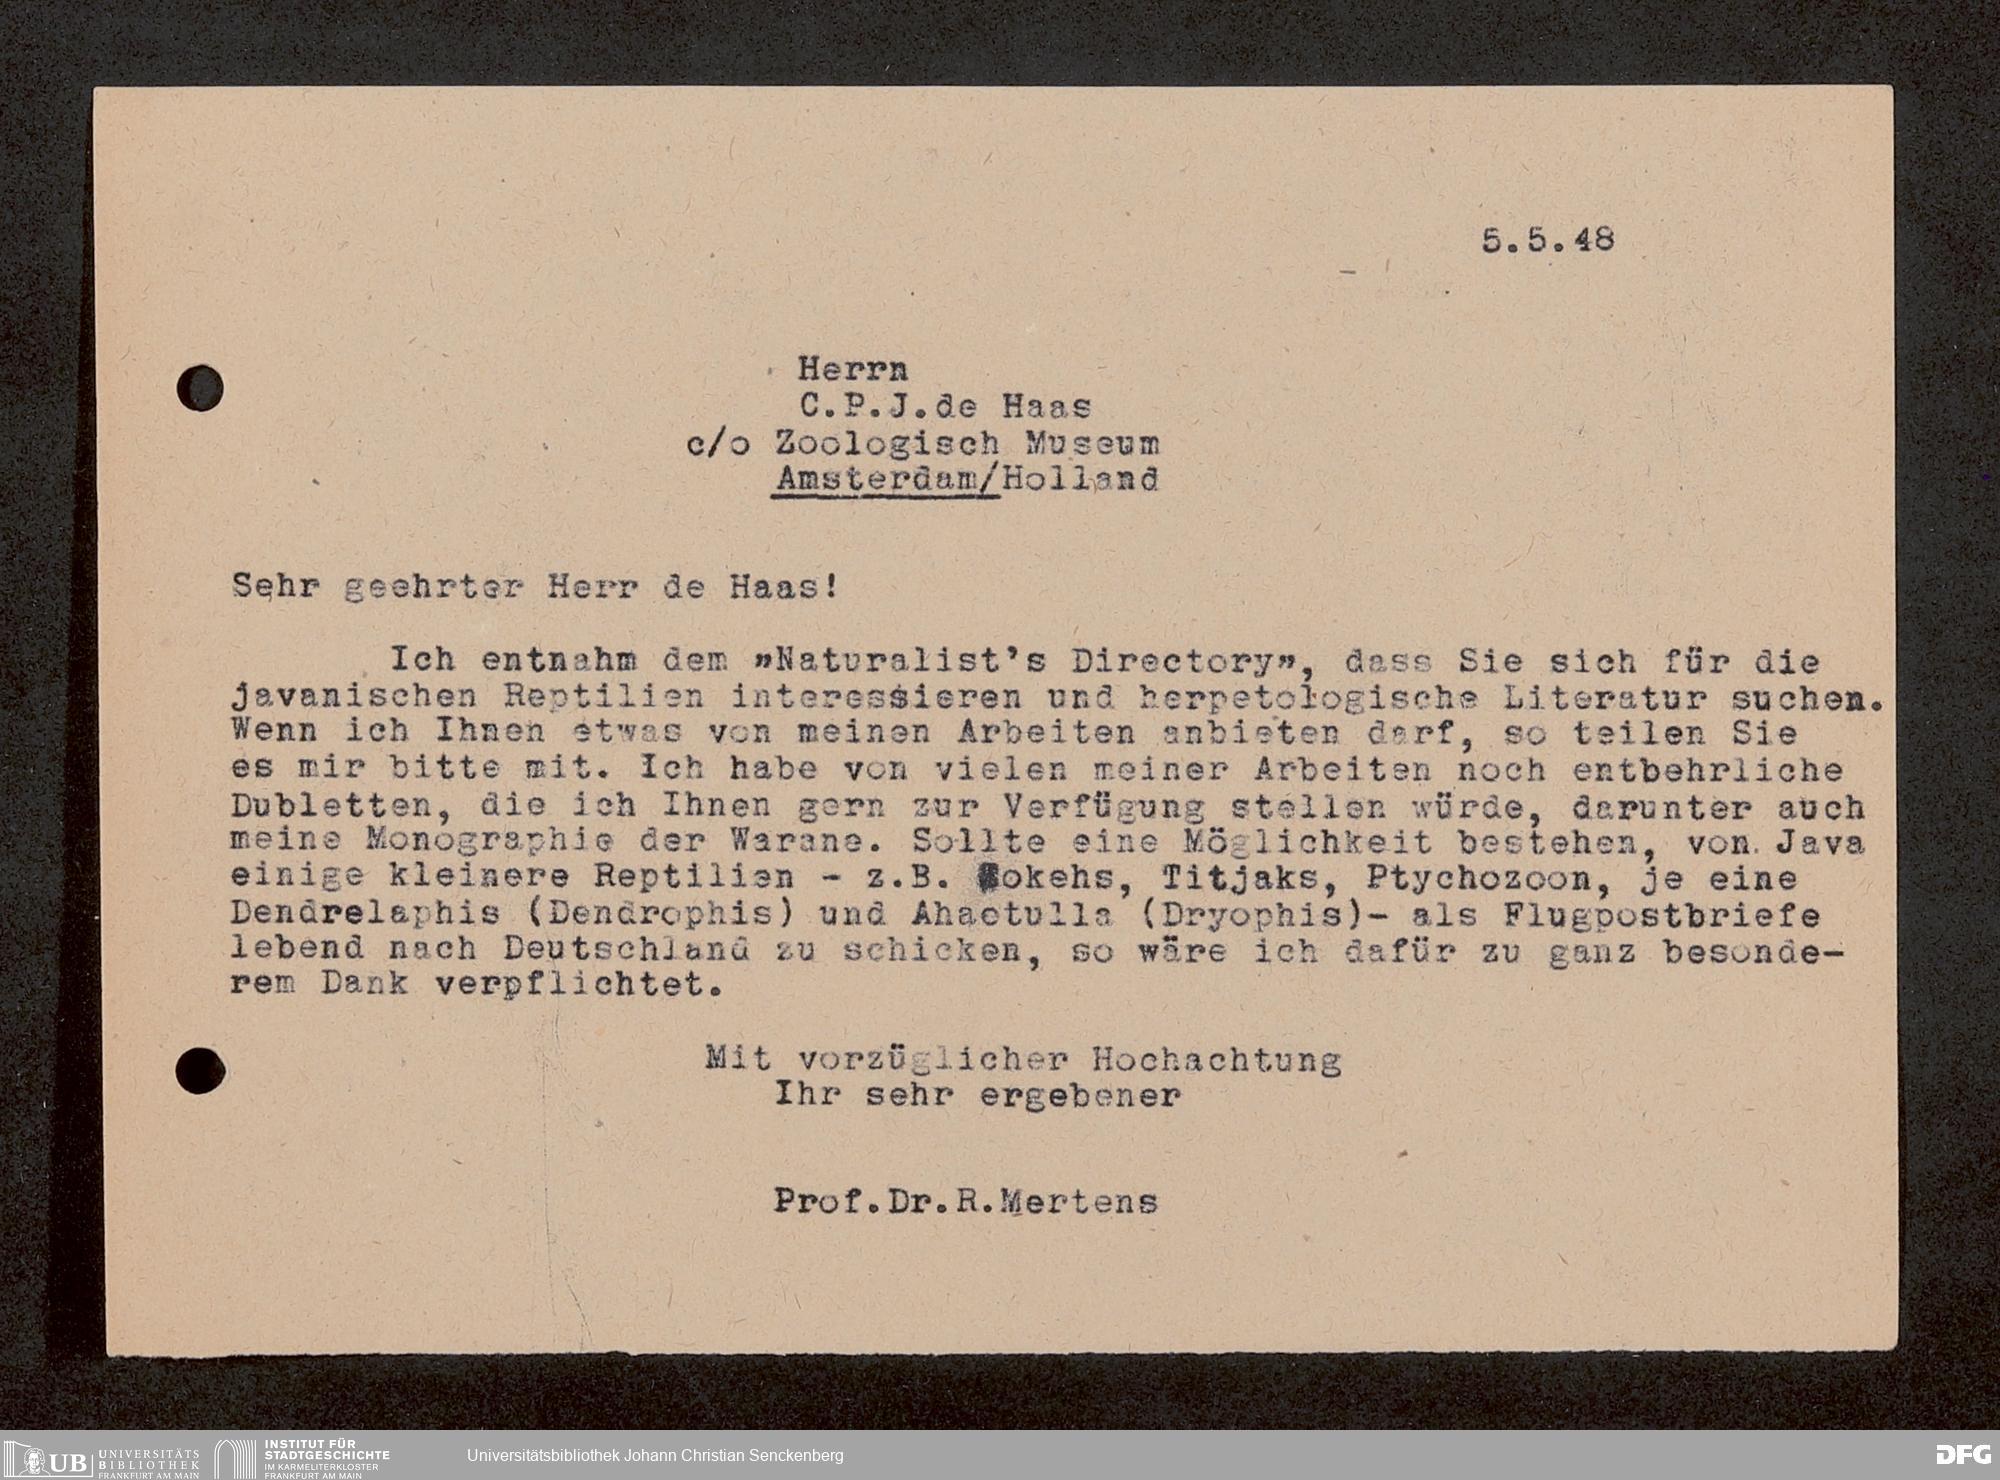 5.5.48
Herrn
C.P.J.de Haas
c/o Zoologisch Museum
Amsterdam/Holland
Sehr geehrter Herr de Haas!
Ich entnahm dem "Naturalist's Directory", dass Sie sich für die
javanischen Reptilien interessieren und herpetologische Literatur suchen.
Wenn ich Ihnen etwas von meinen Arbeiten anbieten darf, so teilen Sie
es mir bitte mit. Ich habe von vielen meiner Arbeiten noch entbehrliche
Dubletten, die ich Ihnen gern zur Verfügung stellen würde, darunter auch
meine Monographie der Warane. Sollte eine Möglichkeit bestehen, von Java
einige kleinere Reptilien - z.B. Tokehs, Titjaks, Ptychozoon, je eine
Dendrelaphis (Dendrophis) und Ahaetulla (Dryophis)- als Flugpostbriefe
lebend nach Deutschland zu schicken, so wäre ich dafür zu ganz besonde-
rem Dank verpflichtet.
Mit vorzüglicher Hochachtung
Ihr sehr ergebener
Prof.Dr.R.Mertens
UB UNIVERSITÄTS
BIBLIOTHEK
FRANKFURT AM MAIN
INSTITUT FÜR
STADTGESCHICHTE
IM KARMELITERKLOSTER
FRANKFURT AM MAIN
Universitätsbibliothek Johann Christian Senckenberg
DFG